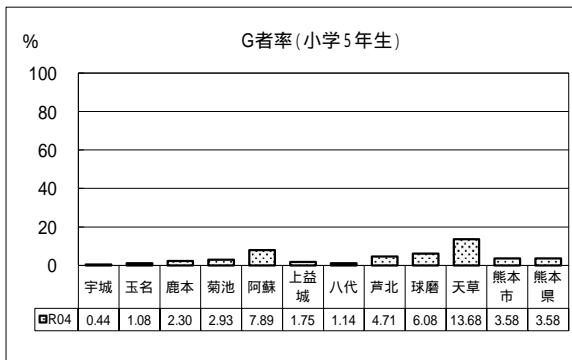 G者率(小学5年生)
%
100
80
60
40
20
0
宇城 玉名 鹿本 菊池 阿蘇 上益城 八代 芦北 球磨 天草 熊本市 熊本県
R04 0.44 1.08 2.30 2.93 7.89 1.75 1.14 4.71 6.08 13.68 3.58 3.58